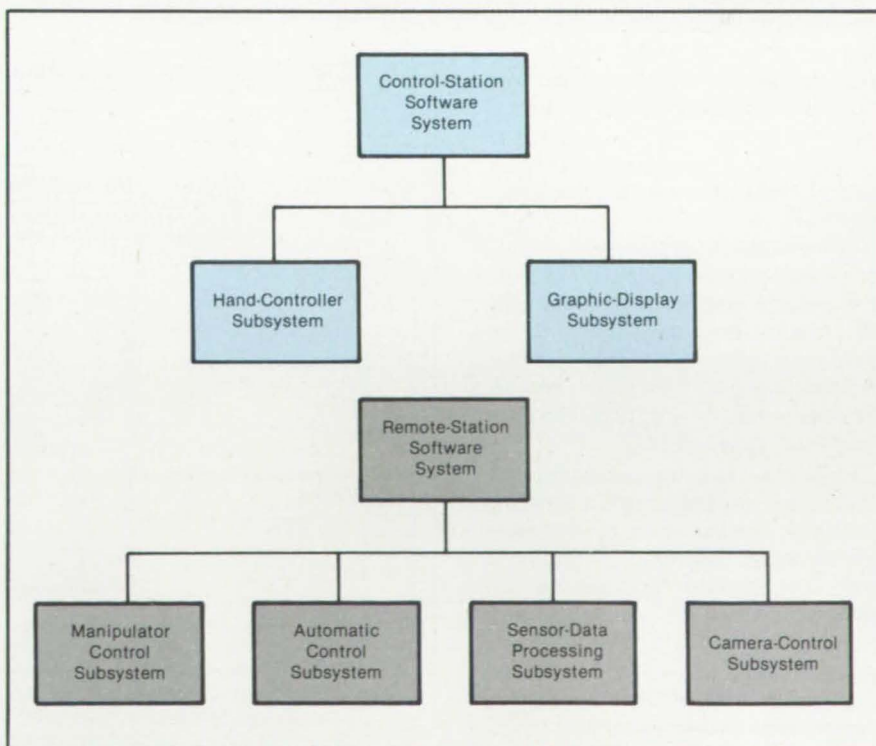 Control-Station
Software
System
Hand-Controller
Subsystem
Graphic-Display
Subsystem
Remote-Station
Software
System
Manipulator
Control
Subsystem
Automatic
Control
Subsystem
Sensor-Data
Processing
Subsystem
Camera-Control
Subsystem